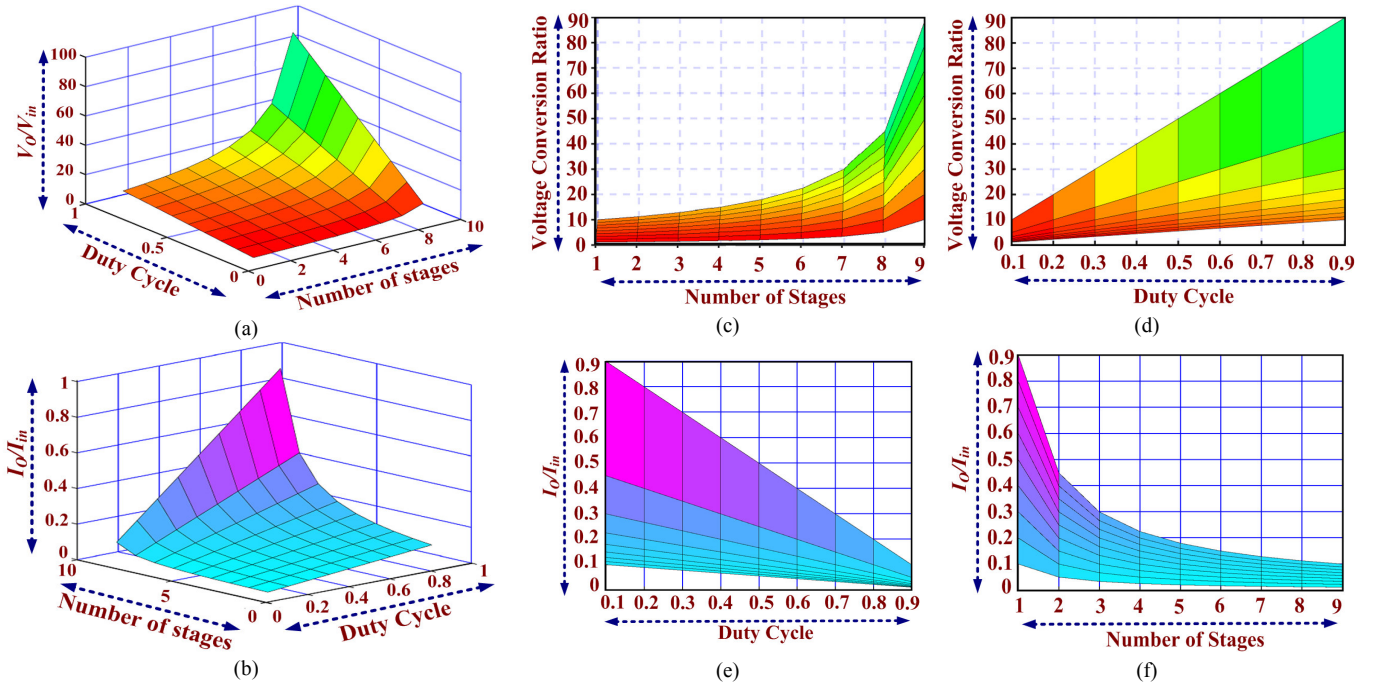 100
80
60
40
20
0
V_O/V_in
1
0.5
0
Duty Cycle
0
2
4
6
8
10
Number of stages
(a)
90
80
70
60
50
40
30
20
10
0
Voltage Conversion Ratio
1 2 3 4 5 6 7 8 9
Number of Stages
(c)
90
80
70
60
50
40
30
20
10
0
Voltage Conversion Ratio
0.1 0.2 0.3 0.4 0.5 0.6 0.7 0.8 0.9
Duty Cycle
(d)
1
0.8
0.6
0.4
0.2
0
I_O/I_in
10
5
0
Number of stages
0
0.2
0.4
0.6
0.8
1
Duty Cycle
(b)
0.9
0.8
0.7
0.6
0.5
0.4
0.3
0.2
0.1
0
I_O/I_in
0.1 0.2 0.3 0.4 0.5 0.6 0.7 0.8 0.9
Duty Cycle
(e)
0.9
0.8
0.7
0.6
0.5
0.4
0.3
0.2
0.1
0
I_O/I_in
1 2 3 4 5 6 7 8 9
Number of Stages
(f)